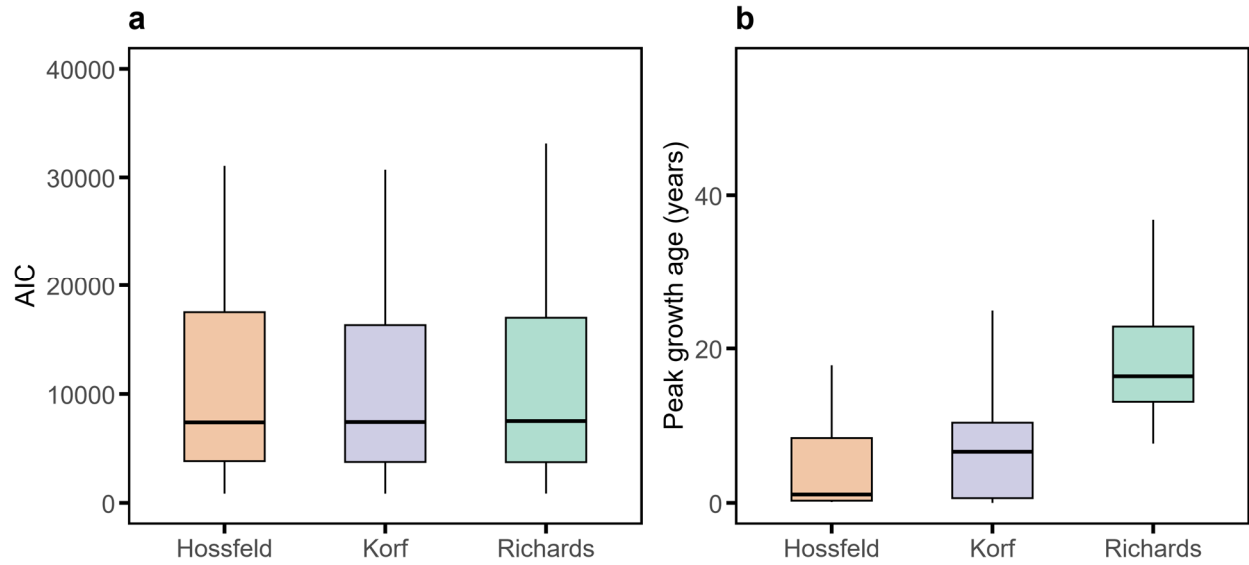 a
AIC
40000
30000
20000
10000
0
Hossfeld Korf Richards
b
Peak growth age (years)
40
20
0
Hossfeld Korf Richards